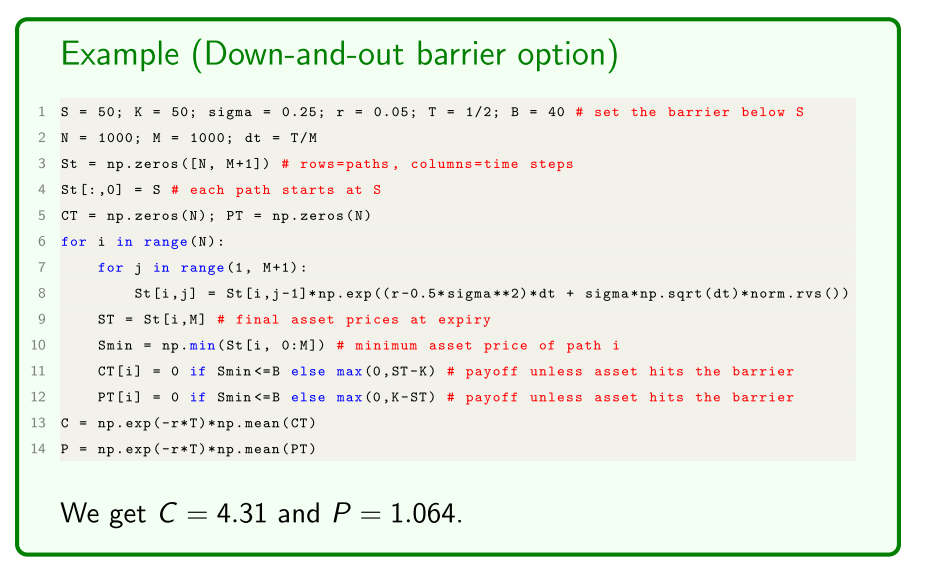 Example (Down-and-out barrier option)
1 S = 50; K = 50; sigma = 0.25; r = 0.05; T = 1/2; B = 40 # set the barrier below S
2 N = 1000; M = 1000; dt = T/M
3 St = np.zeros([N, M+1]) # rows=paths, columns=time steps
4 St[:,0] = S # each path starts at S
5 CT = np.zeros(N); PT = np.zeros(N)
6 for i in range(N):
7     for j in range(1, M+1):
8         St[i,j] = St[i,j-1]*np.exp((r-0.5*sigma**2)*dt + sigma*np.sqrt(dt)*norm.rvs())
9     ST = St[i,M] # final asset prices at expiry
10     Smin = np.min(St[i, 0:M]) # minimum asset price of path i
11     CT[i] = 0 if Smin<=B else max(0,ST-K) # payoff unless asset hits the barrier
12     PT[i] = 0 if Smin<=B else max(0,K-ST) # payoff unless asset hits the barrier
13 C = np.exp(-r*T)*np.mean(CT)
14 P = np.exp(-r*T)*np.mean(PT)
We get C = 4.31 and P = 1.064.